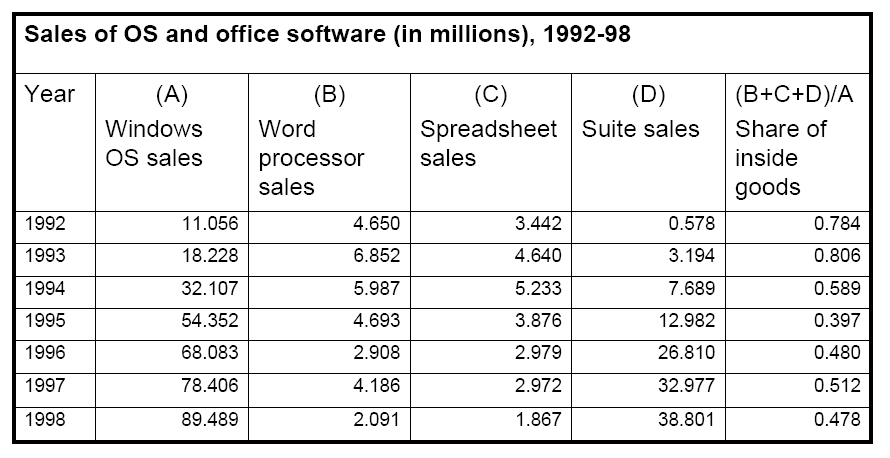 Sales of OS and office software (in millions), 1992-98
Year (A) (B) (C) (D) (B+C+D)/A
Windows Word Spreadsheet Suite sales Share of
OS sales processor sales inside
sales goods
1992 11.056 4.650 3.442 0.578 0.784
1993 18.228 6.852 4.640 3.194 0.806
1994 32.107 5.987 5.233 7.689 0.589
1995 54.352 4.693 3.876 12.982 0.397
1996 68.083 2.908 2.979 26.810 0.480
1997 78.406 4.186 2.972 32.977 0.512
1998 89.489 2.091 1.867 38.801 0.478